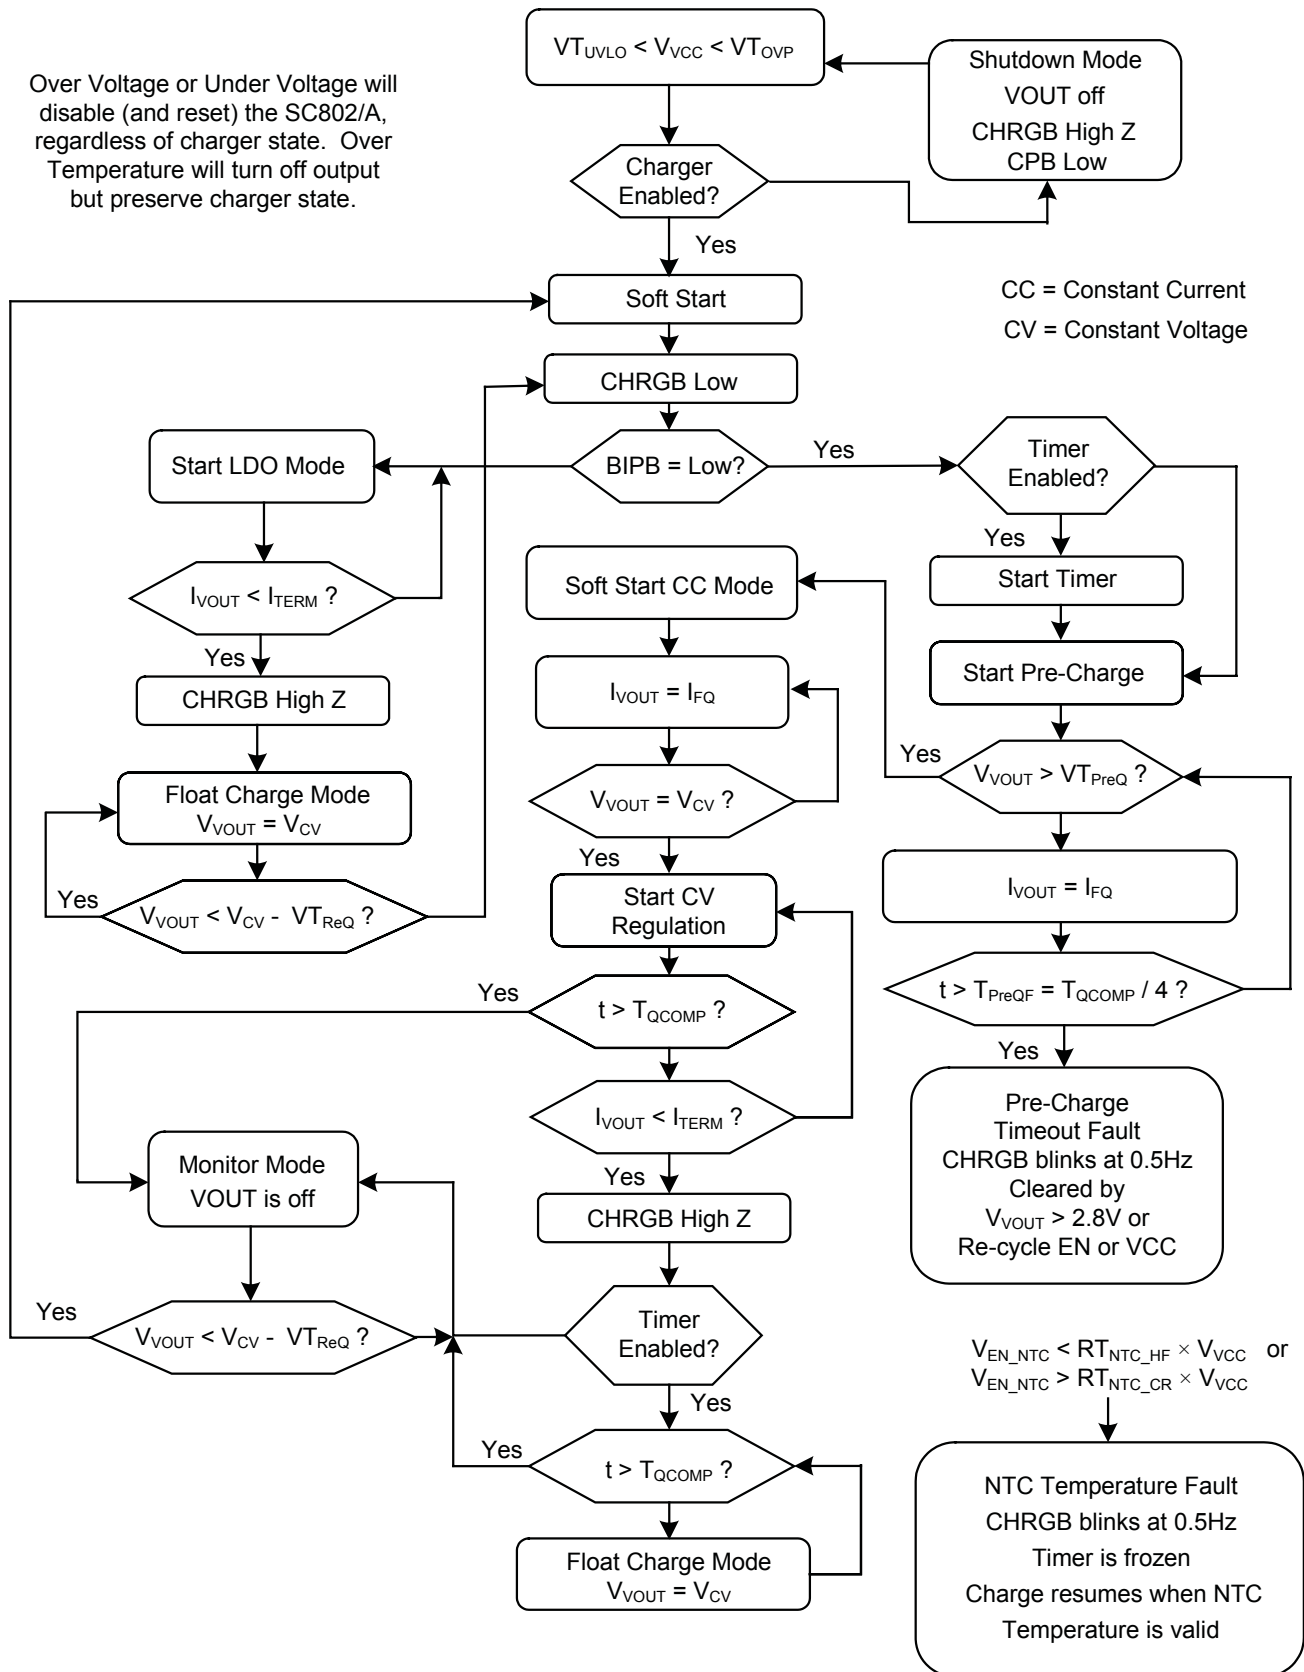 VT_UVLO < V_VCC < VT_OVP
Shutdown Mode
VOUT off
CHRGB High Z
CPB Low
Over Voltage or Under Voltage will
disable (and reset) the SC802/A,
regardless of charger state. Over
Temperature will turn off output
but preserve charger state.
Charger
Enabled?
Yes
Soft Start
CC = Constant Current
CV = Constant Voltage
CHRGB Low
BIPB = Low?
Yes
Timer
Enabled?
Start LDO Mode
Yes
Start Timer
Soft Start CC Mode
I_VOUT < I_TERM ?
Yes
Start Pre-Charge
CHRGB High Z
I_VOUT = I_FQ
Yes
V_VOUT > VT_PreQ ?
Float Charge Mode
V_VOUT = V_CV
V_VOUT = V_CV ?
Yes
I_VOUT = I_FQ
Yes
V_VOUT < V_CV - VT_ReQ ?
Start CV
Regulation
Yes
t > T_QCOMP ?
t > T_PreQF = T_QCOMP / 4 ?
Yes
I_VOUT < I_TERM ?
Yes
Pre-Charge
Timeout Fault
CHRGB blinks at 0.5Hz
Cleared by
V_VOUT > 2.8V or
Re-cycle EN or VCC
Monitor Mode
VOUT is off
CHRGB High Z
Yes
V_VOUT < V_CV - VT_ReQ ?
Timer
Enabled?
Yes
V_EN_NTC < RT_NTC_HF × V_VCC or
V_EN_NTC > RT_NTC_CR × V_VCC
Yes
t > T_QCOMP ?
Float Charge Mode
V_VOUT = V_CV
NTC Temperature Fault
CHRGB blinks at 0.5Hz
Timer is frozen
Charge resumes when NTC
Temperature is valid